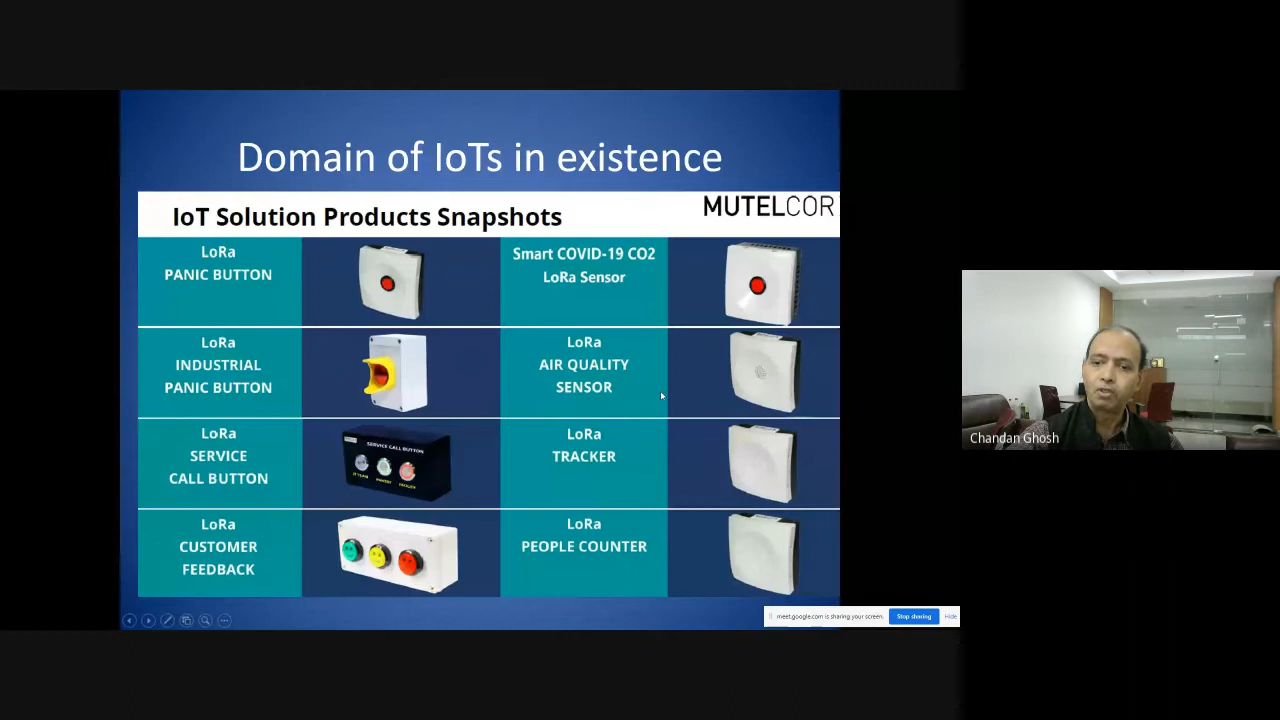 Domain of IoTs in existence
IoT Solution Products Snapshots
MUTELCOR
LoRa
PANIC BUTTON
Smart COVID-19 CO2
LoRa Sensor
LoRa
INDUSTRIAL
PANIC BUTTON
LoRa
AIR QUALITY
SENSOR
LoRa
SERVICE
CALL BUTTON
SERVICE CALL BUTTON
LoRa
TRACKER
LoRa
CUSTOMER
FEEDBACK
LoRa
PEOPLE COUNTER
meet.google.com is sharing your screen.
Stop sharing
Hide
Chandan Ghosh